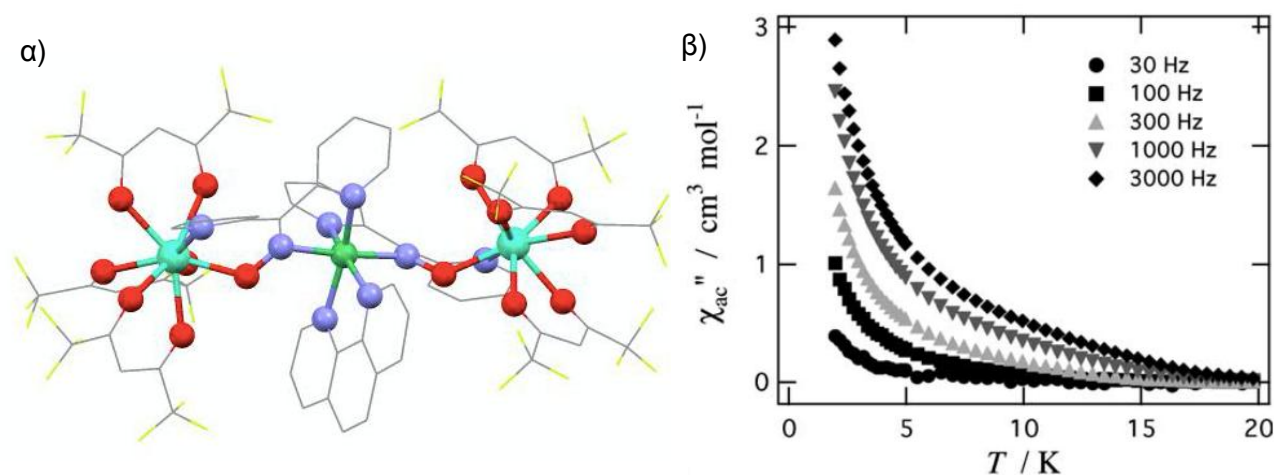 α)
β)
3
2
1
0
χac" / cm³ mol⁻¹
30 Hz
100 Hz
300 Hz
1000 Hz
3000 Hz
0 5 10 15 20
T / K